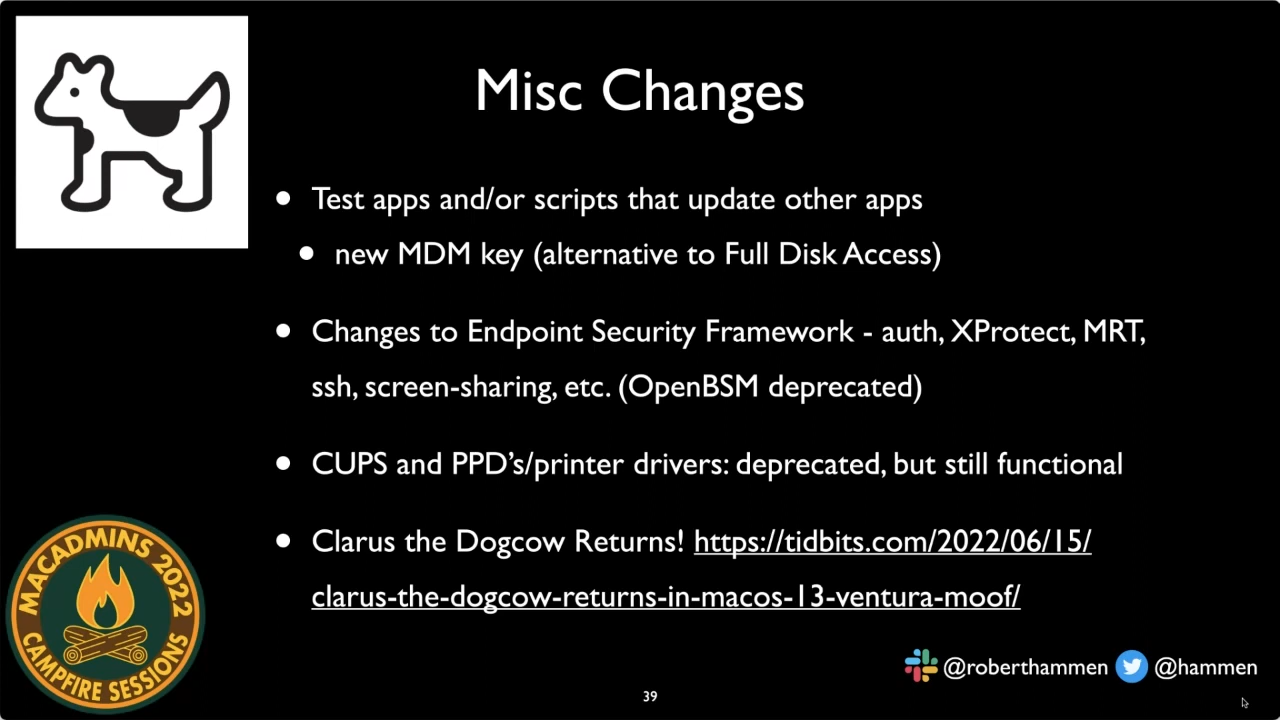 Misc Changes
• Test apps and/or scripts that update other apps
• new MDM key (alternative to Full Disk Access)
• Changes to Endpoint Security Framework - auth, XProtect, MRT,
ssh, screen-sharing, etc. (OpenBSM deprecated)
• CUPS and PPD’s/printer drivers: deprecated, but still functional
• Clarus the Dogcow Returns! https://tidbits.com/2022/06/15/
clarus-the-dogcow-returns-in-macos-13-ventura-moof/
MACADMINS 2022
CAMPFIRE SESSIONS
@roberthammen @hammen
39